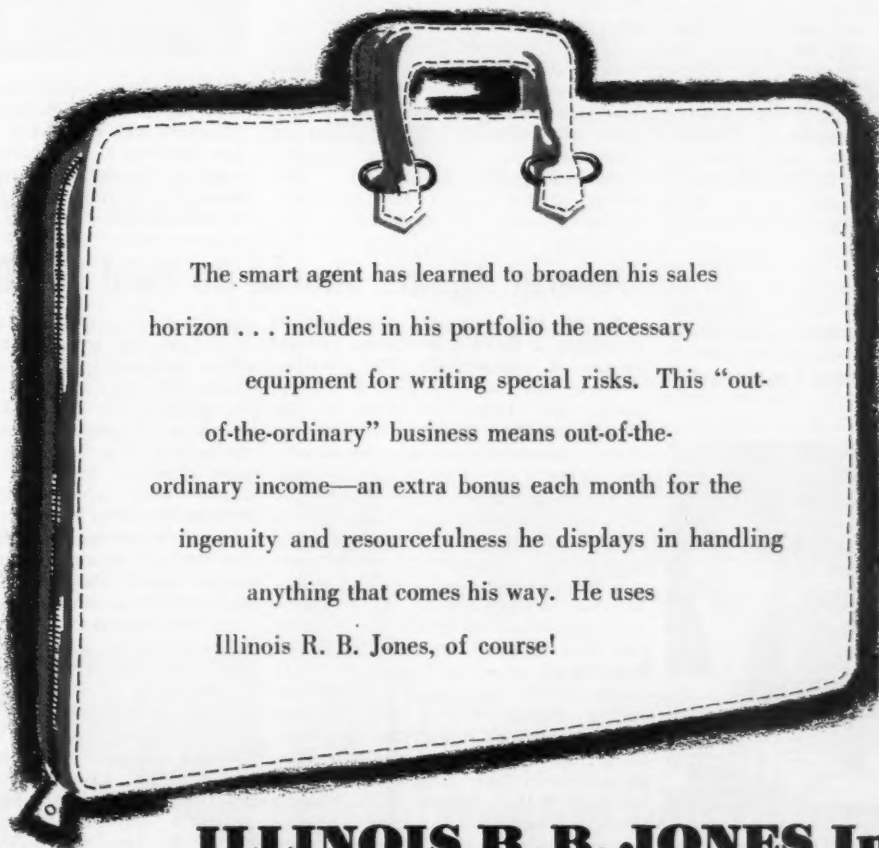 The smart agent has learned to broaden his sales
horizon . . . includes in his portfolio the necessary
equipment for writing special risks. This “out-
of-the-ordinary” business means out-of-the-
ordinary income—an extra bonus each month for the
ingenuity and resourcefulness he displays in handling
anything that comes his way. He uses
Illinois R. B. Jones, of course!
ILLINOIS R. B. JONES In